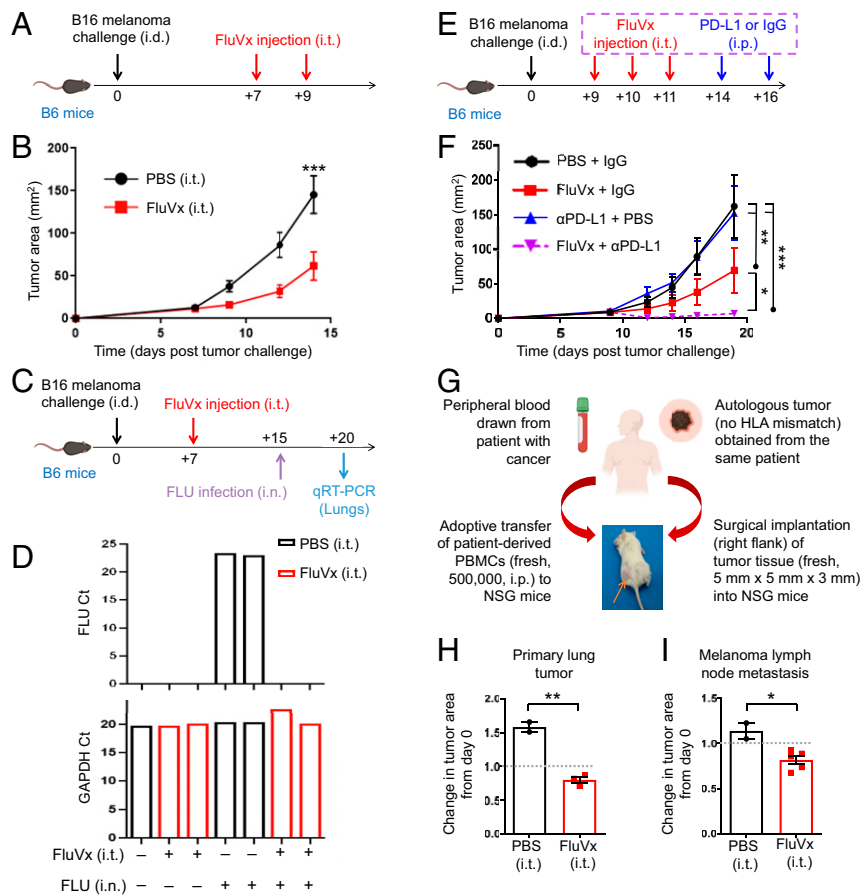 A
B16 melanoma
challenge (i.d.)
FluVx injection (i.t.)
0
+7
+9
B6 mice
B
Tumor area (mm²)
200
150
100
50
0
PBS (i.t.)
FluVx (i.t.)
***
0
5
10
15
Time (days post tumor challenge)
C
B16 melanoma
challenge (i.d.)
FluVx injection (i.t.)
+15
+20
0
+7
B6 mice
FLU infection (i.n.)
qRT-PCR
(Lungs)
D
PBS (i.t.)
FluVx (i.t.)
FLU Ct
25
20
15
10
5
0
GAPDH Ct
20
15
10
5
0
FluVx (i.t.) – + + – – + +
FLU (i.n.) – – – + + + +
E
B16 melanoma
challenge (i.d.)
FluVx
injection (i.t.)
PD-L1 or IgG
(i.p.)
0
+9
+10
+11
+14
+16
B6 mice
F
Tumor area (mm²)
250
200
150
100
50
0
PBS + IgG
FluVx + IgG
αPD-L1 + PBS
FluVx + αPD-L1
**
***
*
0
5
10
15
20
Time (days post tumor challenge)
G
Peripheral blood
drawn from
patient with
cancer
Autologous tumor
(no HLA mismatch)
obtained from the
same patient
Adoptive transfer
of patient-derived
PBMCs (fresh,
500,000, i.p.) to
NSG mice
Surgical implantation
(right flank) of
tumor tissue (fresh,
5 mm x 5 mm x 3 mm)
into NSG mice
H
Primary lung
tumor
Change in tumor area
from day 0
2.0
1.5
1.0
0.5
0.0
**
PBS
(i.t.)
FluVx
(i.t.)
I
Melanoma lymph
node metastasis
Change in tumor area
from day 0
1.5
1.0
0.5
0.0
*
PBS
(i.t.)
FluVx
(i.t.)